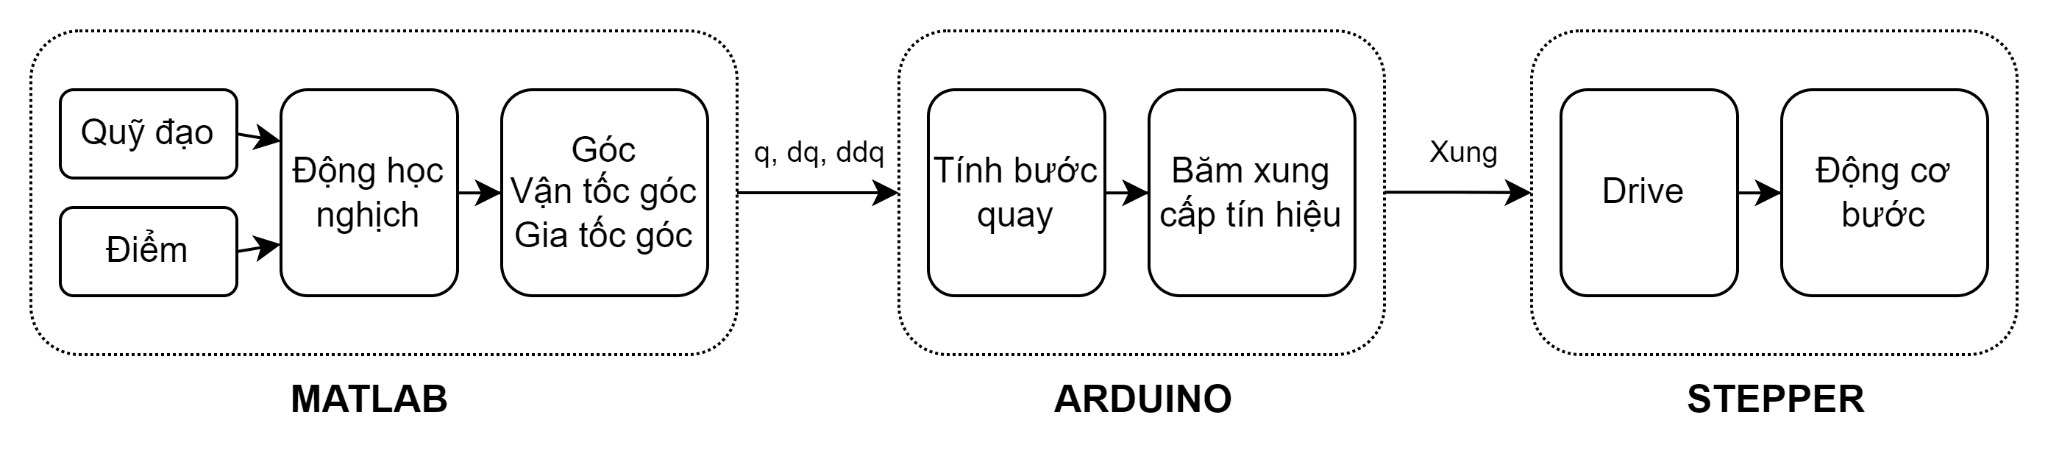 Quỹ đạo
Điểm
Động học
nghịch
Góc
Vận tốc góc
Gia tốc góc
MATLAB
q, dq, ddq
Tính bước
quay
Băm xung
cấp tín hiệu
ARDUINO
Xung
Drive
Động cơ
bước
STEPPER